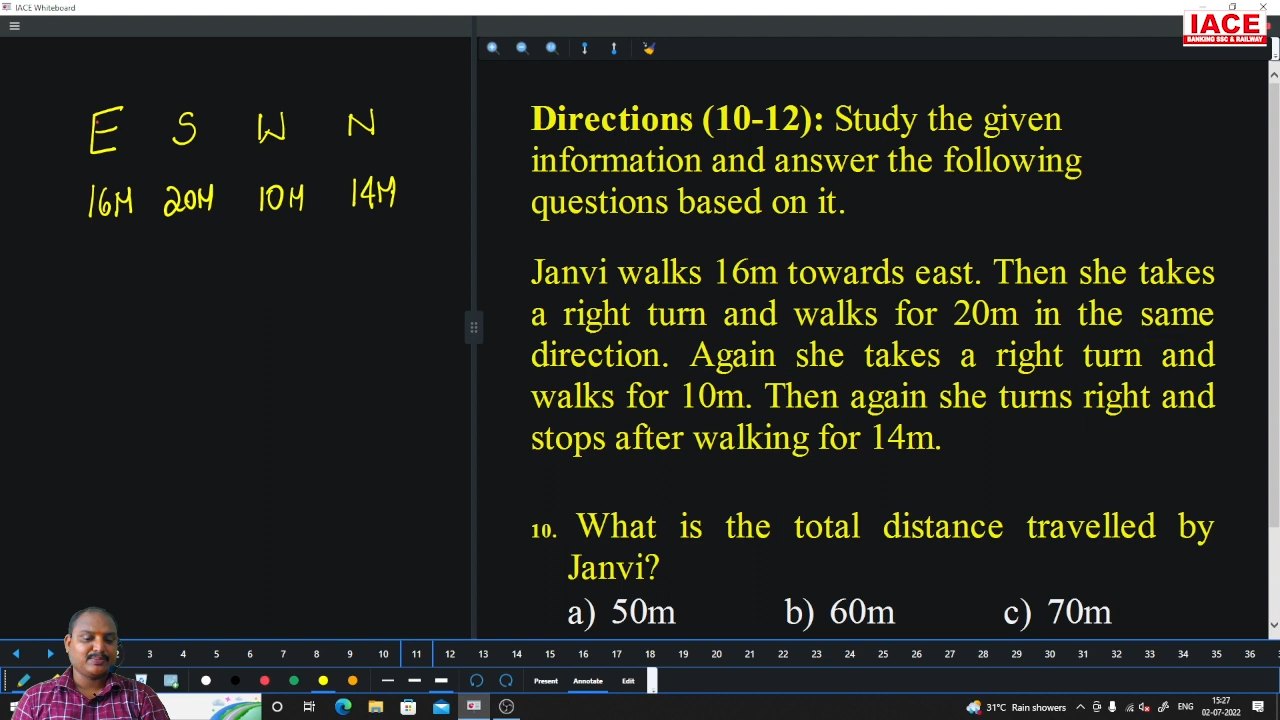 IACE Whiteboard
IACE
BANKING SSC & RAILWAY
E S W N
16M 20M 10M 14M
Directions (10-12): Study the given
information and answer the following
questions based on it.
Janvi walks 16m towards east. Then she takes
a right turn and walks for 20m in the same
direction. Again she takes a right turn and
walks for 10m. Then again she turns right and
stops after walking for 14m.
10. What is the total distance travelled by
Janvi?
a) 50m b) 60m c) 70m
2 3 4 5 6 7 8 9 10 11 12 13 14 15 16 17 18 19 20 21 22 23 24 25 26 27 28 29 30 31 32 33 34 35 36
Present Annotate Edit
31°C Rain showers ENG 15:27
02-07-2022